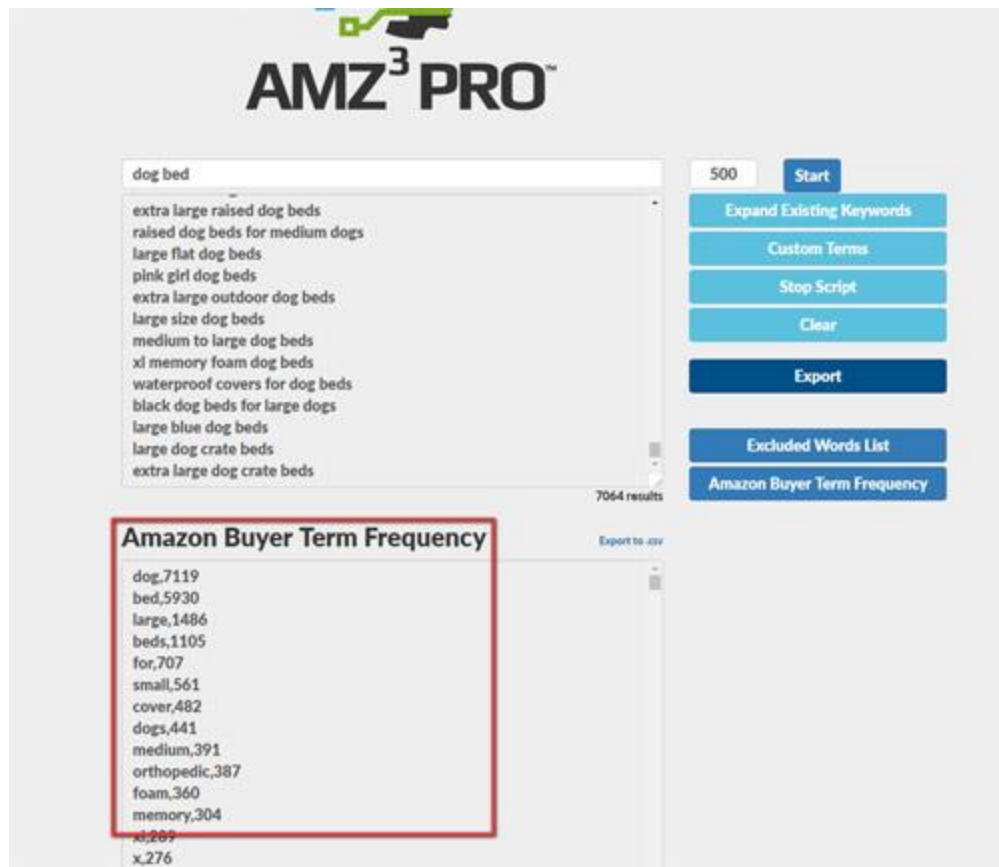 AMZ³ PRO™
dog bed
500
Start
extra large raised dog beds
raised dog beds for medium dogs
large flat dog beds
pink girl dog beds
extra large outdoor dog beds
large size dog beds
medium to large dog beds
xl memory foam dog beds
waterproof covers for dog beds
black dog beds for large dogs
large blue dog beds
large dog crate beds
extra large dog crate beds
7064 results
Expand Existing Keywords
Custom Terms
Stop Script
Clear
Export
Excluded Words List
Amazon Buyer Term Frequency
Amazon Buyer Term Frequency
Export to .csv
dog,7119
bed,5930
large,1486
beds,1105
for,707
small,561
cover,482
dogs,441
medium,391
orthopedic,387
foam,360
memory,304
xl,289
x,276